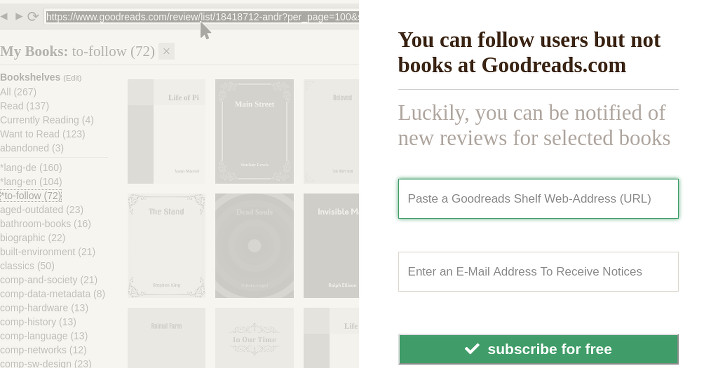 https://www.goodreads.com/review/list/18418712-andr?per_page=100&s
My Books: to-follow (72) ×
Bookshelves (Edit)
All (267)
Read (137)
Currently Reading (4)
Want to Read (123)
abandoned (3)
*lang-de (160)
*lang-en (104)
*to-follow (72)
aged-outdated (23)
bathroom-books (16)
biographic (22)
built-environment (21)
classics (50)
comp-and-society (21)
comp-data-metadata (8)
comp-hardware (13)
comp-history (13)
comp-language (13)
comp-networks (12)
comp-sw-design (23)
Life of Pi
Main Street
The Stand
Dead Souls
Invisible M
Animal Farm
In Our Time
Life
You can follow users but not
books at Goodreads.com
Luckily, you can be notified of
new reviews for selected books
Paste a Goodreads Shelf Web-Address (URL)
Enter an E-Mail Address To Receive Notices
subscribe for free